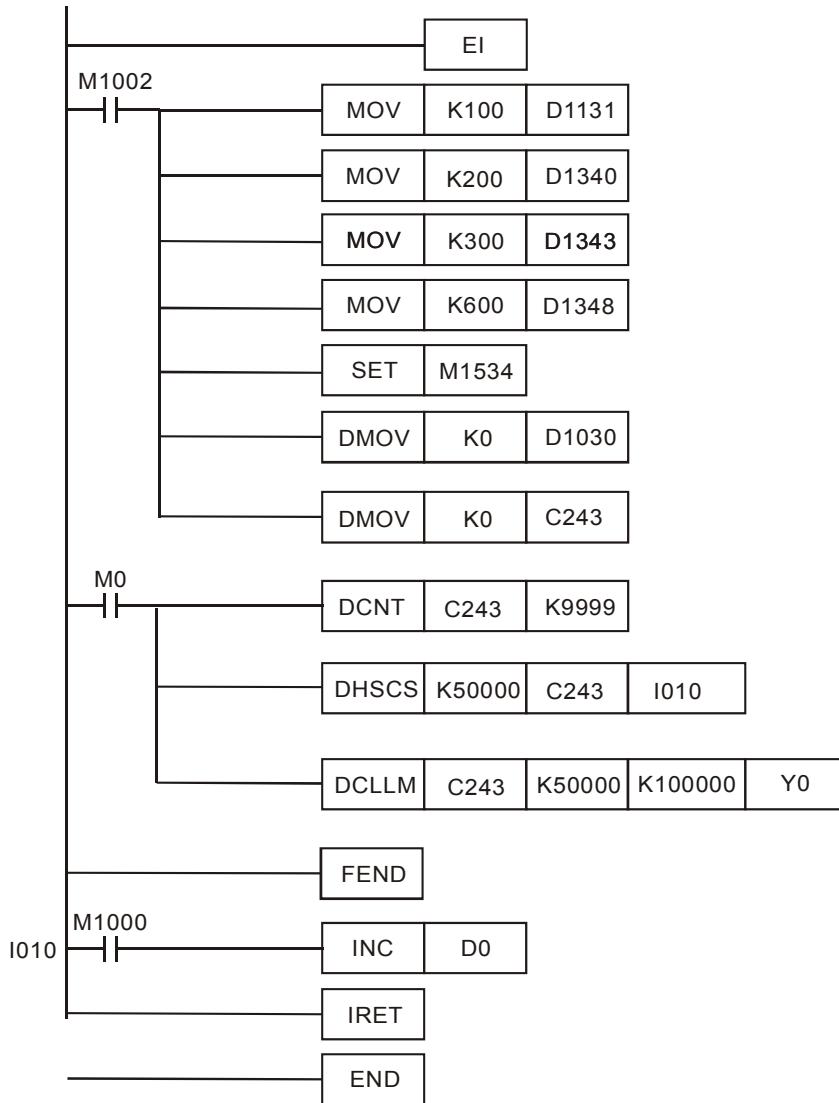 EI
M1002
MOV K100 D1131
MOV K200 D1340
MOV K300 D1343
MOV K600 D1348
SET M1534
DMOV K0 D1030
DMOV K0 C243
M0
DCNT C243 K9999
DHSCS K50000 C243 I010
DCLLM C243 K50000 K100000 Y0
FEND
M1000
I010 INC D0
IRET
END